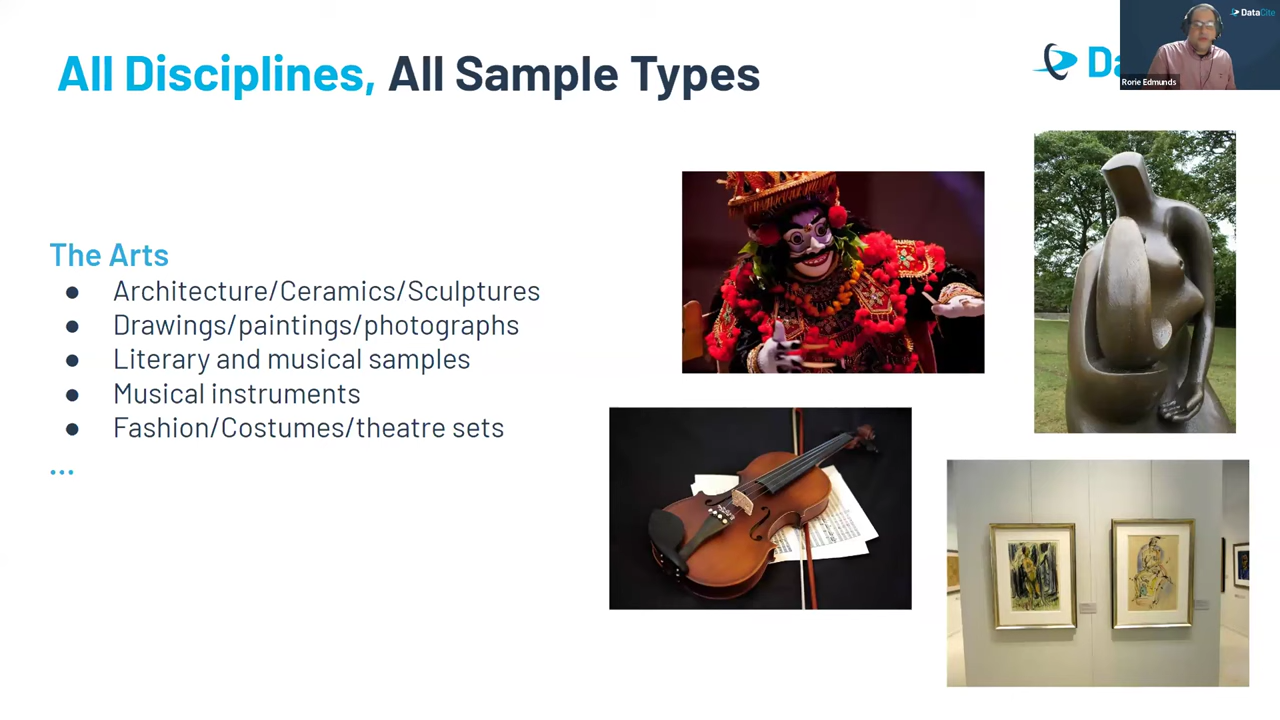 All Disciplines, All Sample Types
DataCite
Rorie Edmunds
The Arts
● Architecture/Ceramics/Sculptures
● Drawings/paintings/photographs
● Literary and musical samples
● Musical instruments
● Fashion/Costumes/theatre sets
...